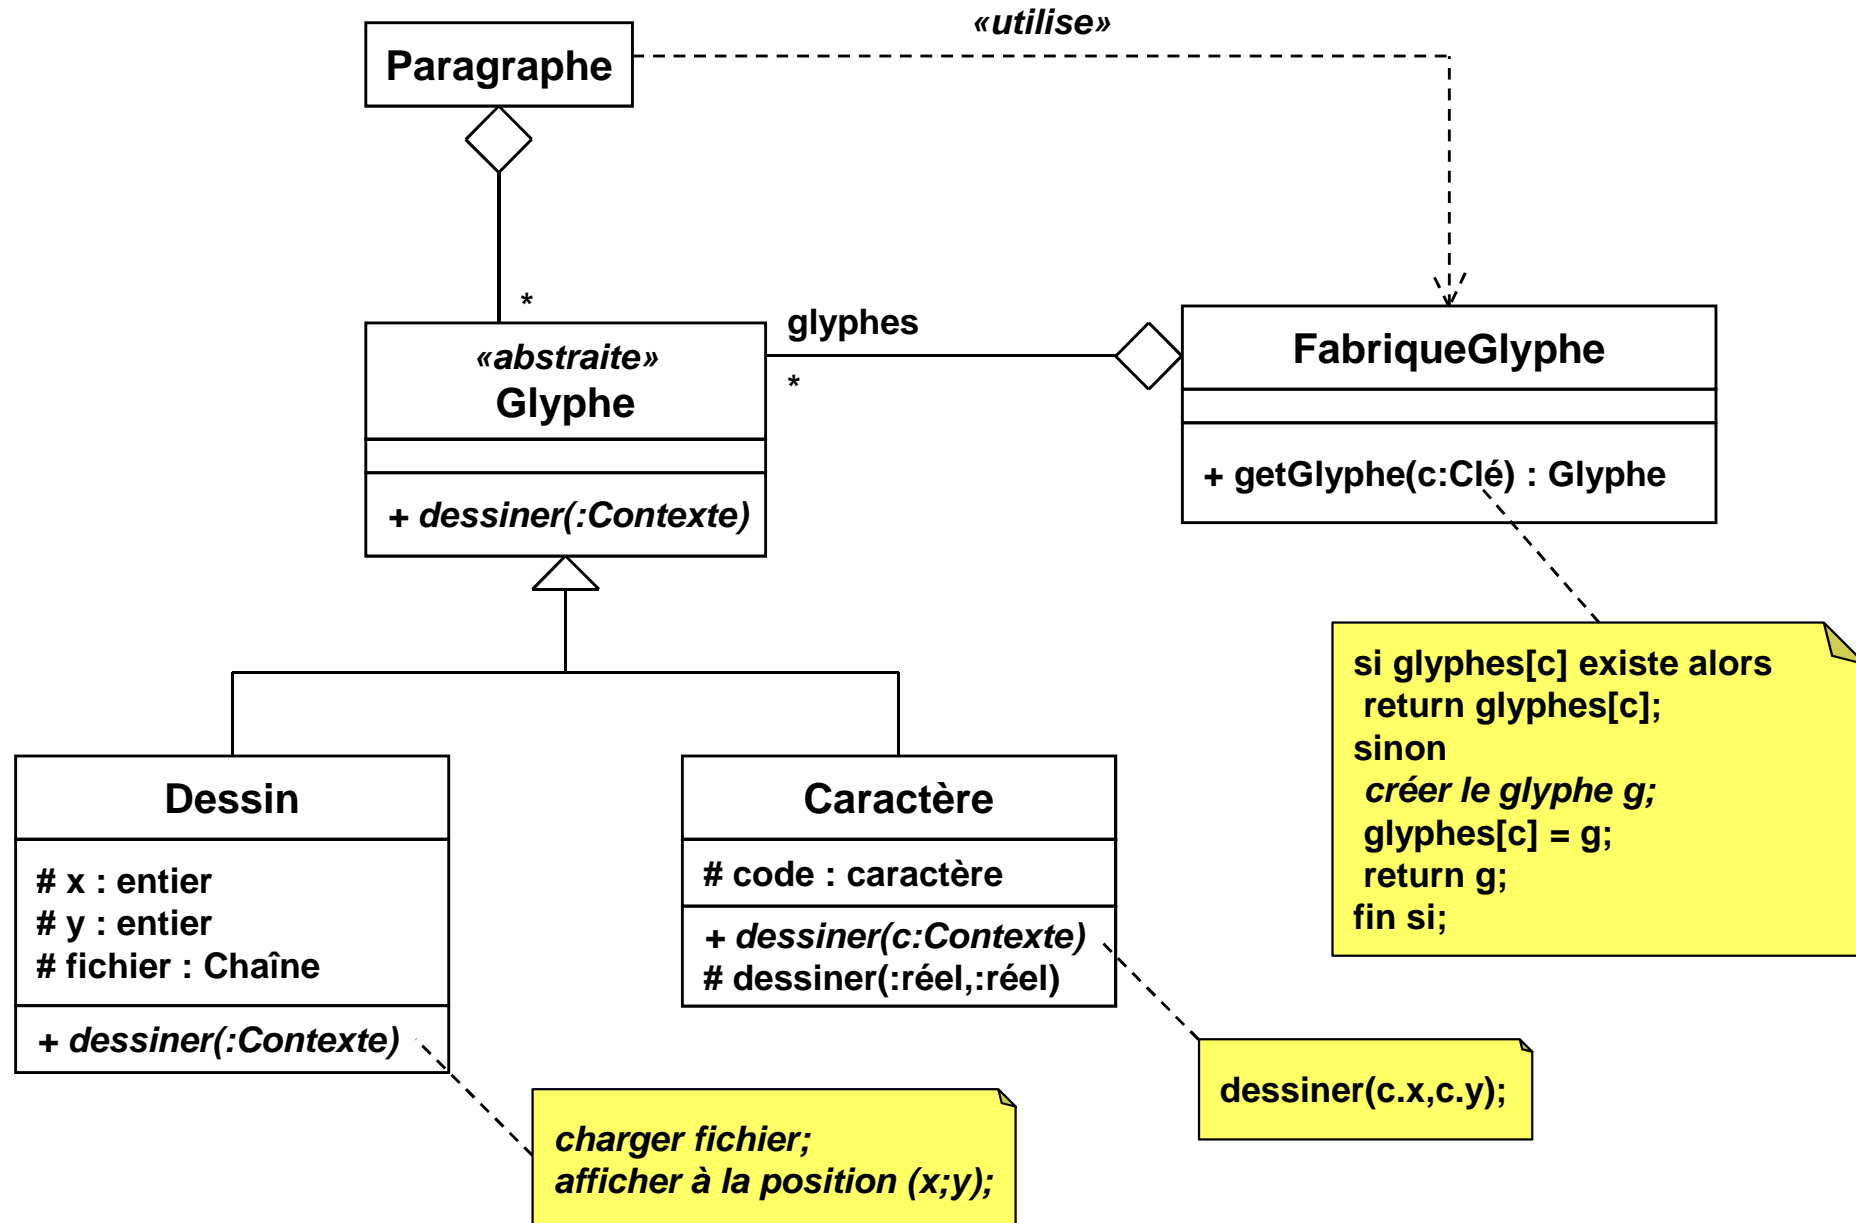 «utilise»
Paragraphe
*
glyphes
*
«abstraite»
Glyphe
+ dessiner(:Contexte)
FabriqueGlyphe
+ getGlyphe(c:Clé) : Glyphe
si glyphes[c] existe alors
return glyphes[c];
sinon
créer le glyphe g;
glyphes[c] = g;
return g;
fin si;
Dessin
# x : entier
# y : entier
# fichier : Chaîne
+ dessiner(:Contexte)
Caractère
# code : caractère
+ dessiner(c:Contexte)
# dessiner(:réel,:réel)
dessiner(c.x,c.y);
charger fichier;
afficher à la position (x;y);